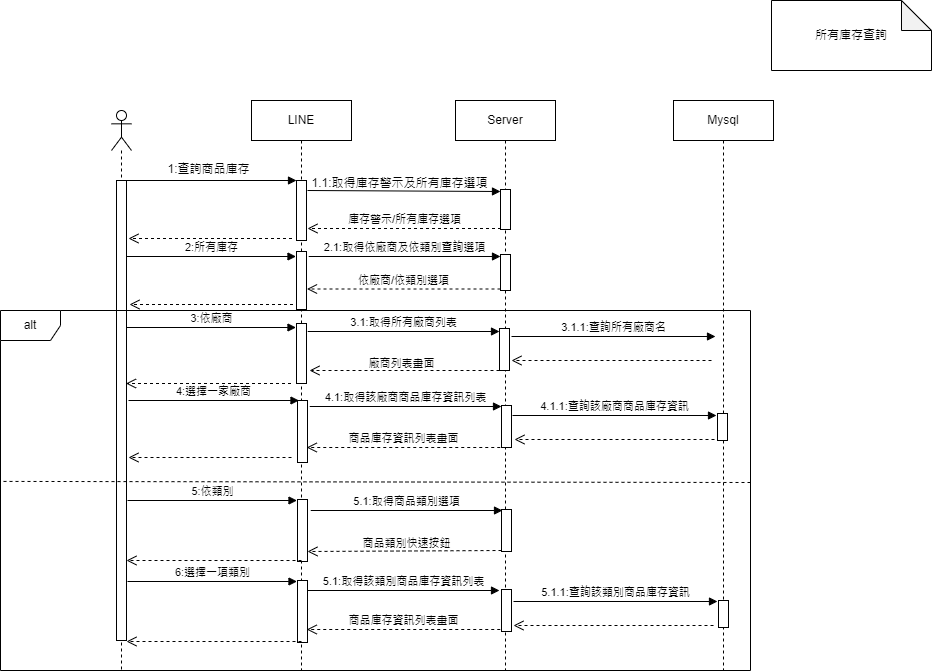 所有庫存查詢
LINE
Server
Mysql
1:查詢商品庫存
1.1:取得庫存警示及所有庫存選項
庫存警示/所有庫存選項
2:所有庫存
2.1:取得依廠商及依類別查詢選項
依廠商/依類別選項
alt
3:依廠商
3.1:取得所有廠商列表
3.1.1:查詢所有廠商名
廠商列表畫面
4:選擇一家廠商
4.1:取得該廠商商品庫存資訊列表
4.1.1:查詢該廠商商品庫存資訊
商品庫存資訊列表畫面
5:依類別
5.1:取得商品類別選項
商品類別快速按鈕
6:選擇一項類別
5.1:取得該類別商品庫存資訊列表
5.1.1:查詢該類別商品庫存資訊
商品庫存資訊列表畫面